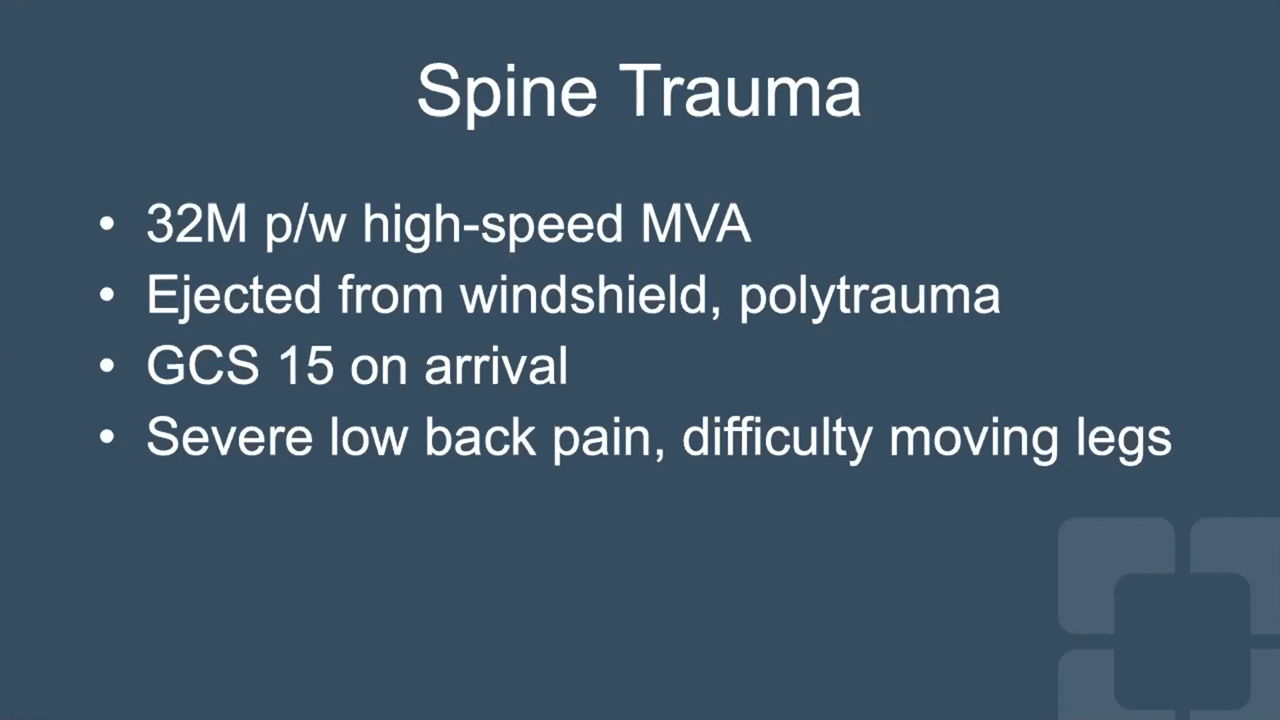 Spine Trauma
• 32M p/w high-speed MVA
• Ejected from windshield, polytrauma
• GCS 15 on arrival
• Severe low back pain, difficulty moving legs